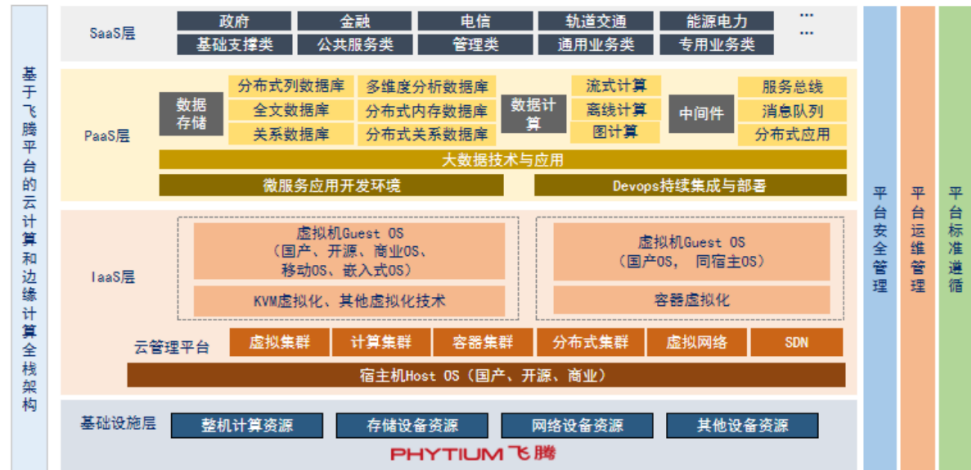 基于飞腾平台的云计算和边缘计算全栈架构
SaaS层
政府 金融 电信 轨道交通 能源电力 ...
基础支撑类 公共服务类 管理类 通用业务类 专用业务类 ...
PaaS层
数据存储
分布式列数据库 多维度分析数据库
全文数据库 分布式内存数据库
关系数据库 分布式关系数据库
数据计算
流式计算
离线计算
图计算
中间件
服务总线
消息队列
分布式应用
大数据技术与应用
微服务应用开发环境 Devops持续集成与部署
IaaS层
虚拟机Guest OS
(国产、开源、商业OS、
移动OS、嵌入式OS)
KVM虚拟化、其他虚拟化技术
虚拟机Guest OS
(国产OS, 同宿主OS)
容器虚拟化
云管理平台 虚拟集群 计算集群 容器集群 分布式集群 虚拟网络 SDN
宿主机Host OS(国产、开源、商业)
基础设施层 整机计算资源 存储设备资源 网络设备资源 其他设备资源
PHYTIUM飞腾
平台安全管理
平台运维管理
平台标准遵循